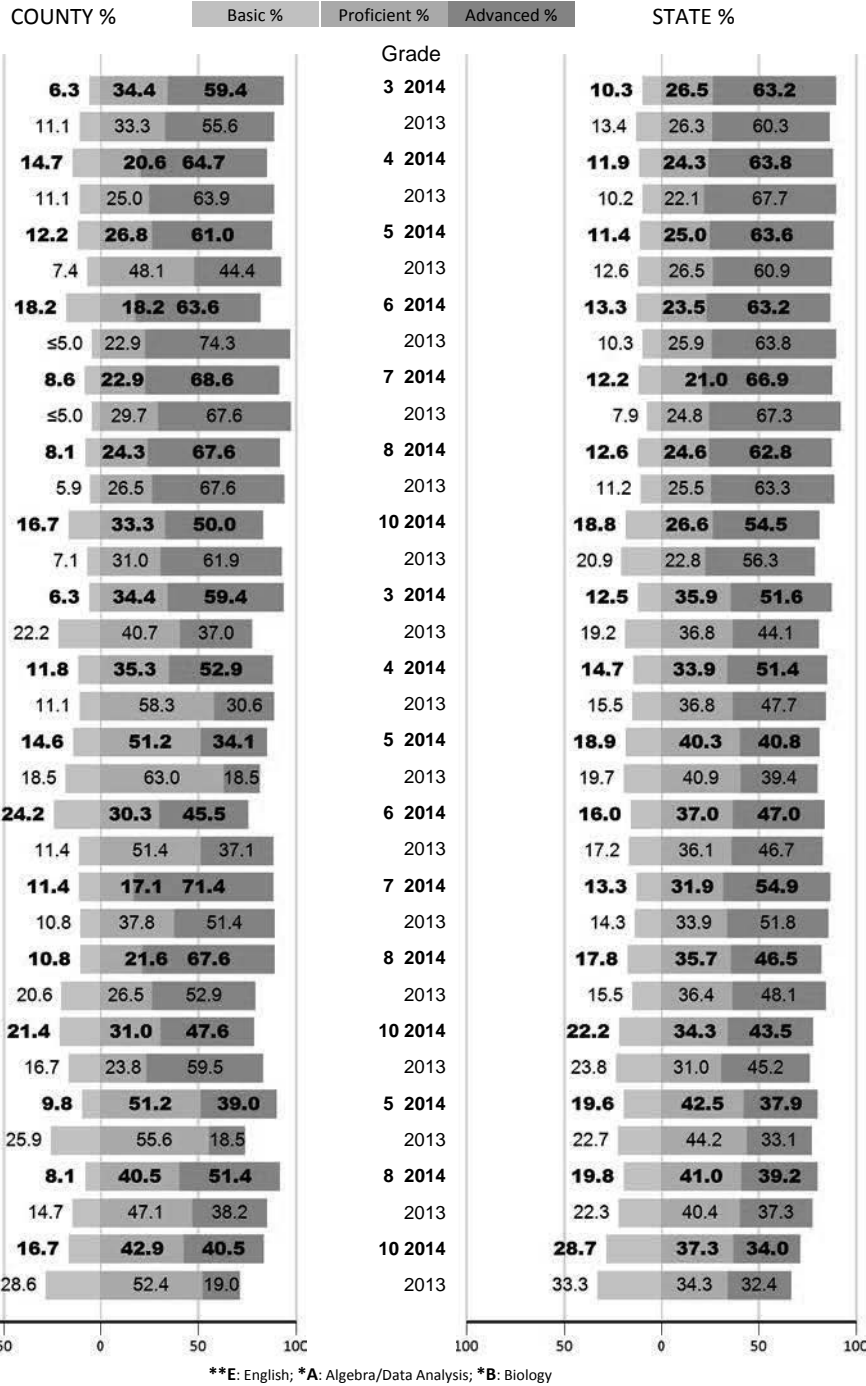 COUNTY % Basic % Proficient % Advanced % STATE %
Grade
6.3 34.4 59.4 3 2014 10.3 26.5 63.2
11.1 33.3 55.6 2013 13.4 26.3 60.3
14.7 20.6 64.7 4 2014 11.9 24.3 63.8
11.1 25.0 63.9 2013 10.2 22.1 67.7
12.2 26.8 61.0 5 2014 11.4 25.0 63.6
7.4 48.1 44.4 2013 12.6 26.5 60.9
18.2 18.2 63.6 6 2014 13.3 23.5 63.2
≤5.0 22.9 74.3 2013 10.3 25.9 63.8
8.6 22.9 68.6 7 2014 12.2 21.0 66.9
≤5.0 29.7 67.6 2013 7.9 24.8 67.3
8.1 24.3 67.6 8 2014 12.6 24.6 62.8
5.9 26.5 67.6 2013 11.2 25.5 63.3
16.7 33.3 50.0 10 2014 18.8 26.6 54.5
7.1 31.0 61.9 2013 20.9 22.8 56.3
6.3 34.4 59.4 3 2014 12.5 35.9 51.6
22.2 40.7 37.0 2013 19.2 36.8 44.1
11.8 35.3 52.9 4 2014 14.7 33.9 51.4
11.1 58.3 30.6 2013 15.5 36.8 47.7
14.6 51.2 34.1 5 2014 18.9 40.3 40.8
18.5 63.0 18.5 2013 19.7 40.9 39.4
24.2 30.3 45.5 6 2014 16.0 37.0 47.0
11.4 51.4 37.1 2013 17.2 36.1 46.7
11.4 17.1 71.4 7 2014 13.3 31.9 54.9
10.8 37.8 51.4 2013 14.3 33.9 51.8
10.8 21.6 67.6 8 2014 17.8 35.7 46.5
20.6 26.5 52.9 2013 15.5 36.4 48.1
21.4 31.0 47.6 10 2014 22.2 34.3 43.5
16.7 23.8 59.5 2013 23.8 31.0 45.2
9.8 51.2 39.0 5 2014 19.6 42.5 37.9
25.9 55.6 18.5 2013 22.7 44.2 33.1
8.1 40.5 51.4 8 2014 19.8 41.0 39.2
14.7 47.1 38.2 2013 22.3 40.4 37.3
16.7 42.9 40.5 10 2014 28.7 37.3 34.0
28.6 52.4 19.0 2013 33.3 34.3 32.4
50 0 50 100 100 50 0 50 100
**E: English; *A: Algebra/Data Analysis; *B: Biology